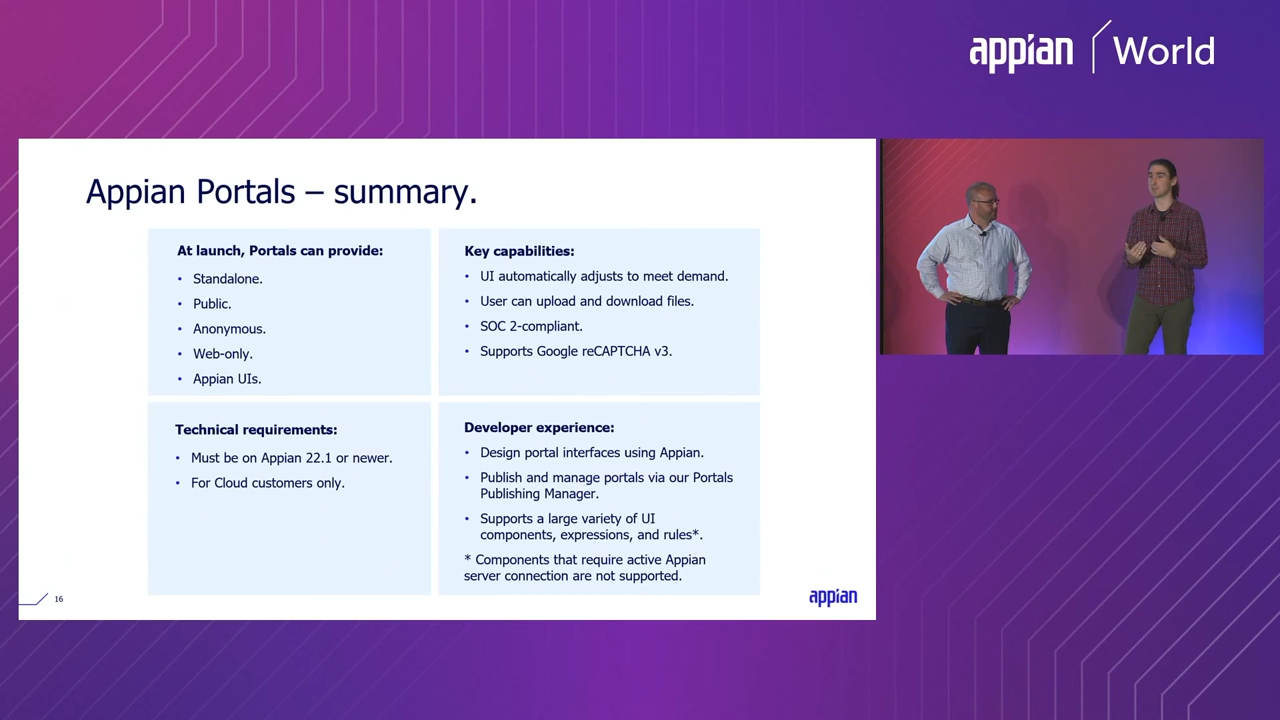 appian World
Appian Portals – summary.
At launch, Portals can provide:
• Standalone.
• Public.
• Anonymous.
• Web-only.
• Appian UIs.
Key capabilities:
• UI automatically adjusts to meet demand.
• User can upload and download files.
• SOC 2-compliant.
• Supports Google reCAPTCHA v3.
Technical requirements:
• Must be on Appian 22.1 or newer.
• For Cloud customers only.
Developer experience:
• Design portal interfaces using Appian.
• Publish and manage portals via our Portals
Publishing Manager.
• Supports a large variety of UI
components, expressions, and rules*.
* Components that require active Appian
server connection are not supported.
16
appian